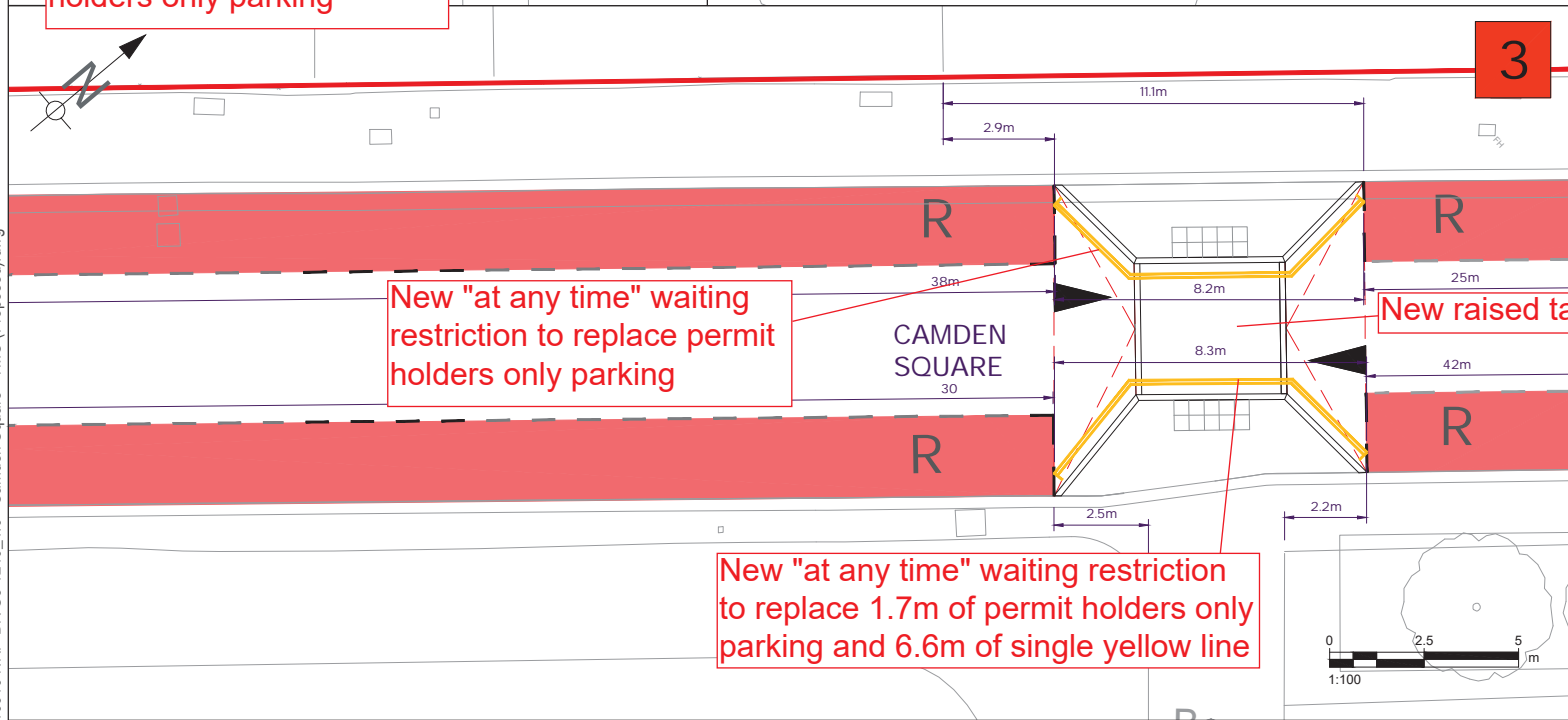 holders only parking
N
3
11.1m
2.9m
FH
R
R
38m
8.2m
25m
New "at any time" waiting
restriction to replace permit
holders only parking
New raised ta
CAMDEN
SQUARE
8.3m
42m
30
R
R
2.5m
2.2m
New "at any time" waiting restriction
to replace 1.7m of permit holders only
parking and 6.6m of single yellow line
0 2.5 5
m
1:100